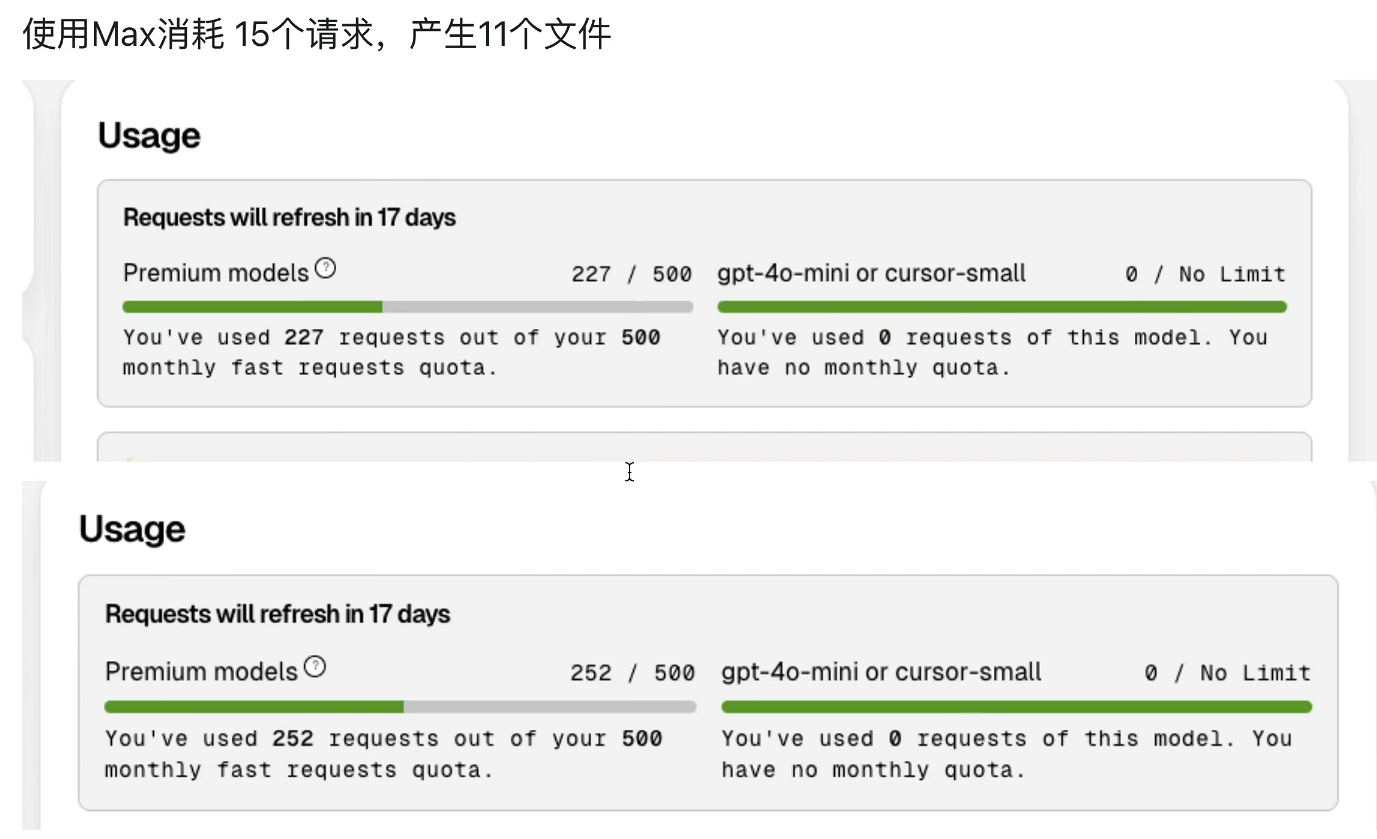 使用Max消耗 15个请求，产生11个文件
Usage
Requests will refresh in 17 days
Premium models ? 227 / 500
You've used 227 requests out of your 500
monthly fast requests quota.
gpt-4o-mini or cursor-small 0 / No Limit
You've used 0 requests of this model. You
have no monthly quota.
Usage
Requests will refresh in 17 days
Premium models ? 252 / 500
You've used 252 requests out of your 500
monthly fast requests quota.
gpt-4o-mini or cursor-small 0 / No Limit
You've used 0 requests of this model. You
have no monthly quota.